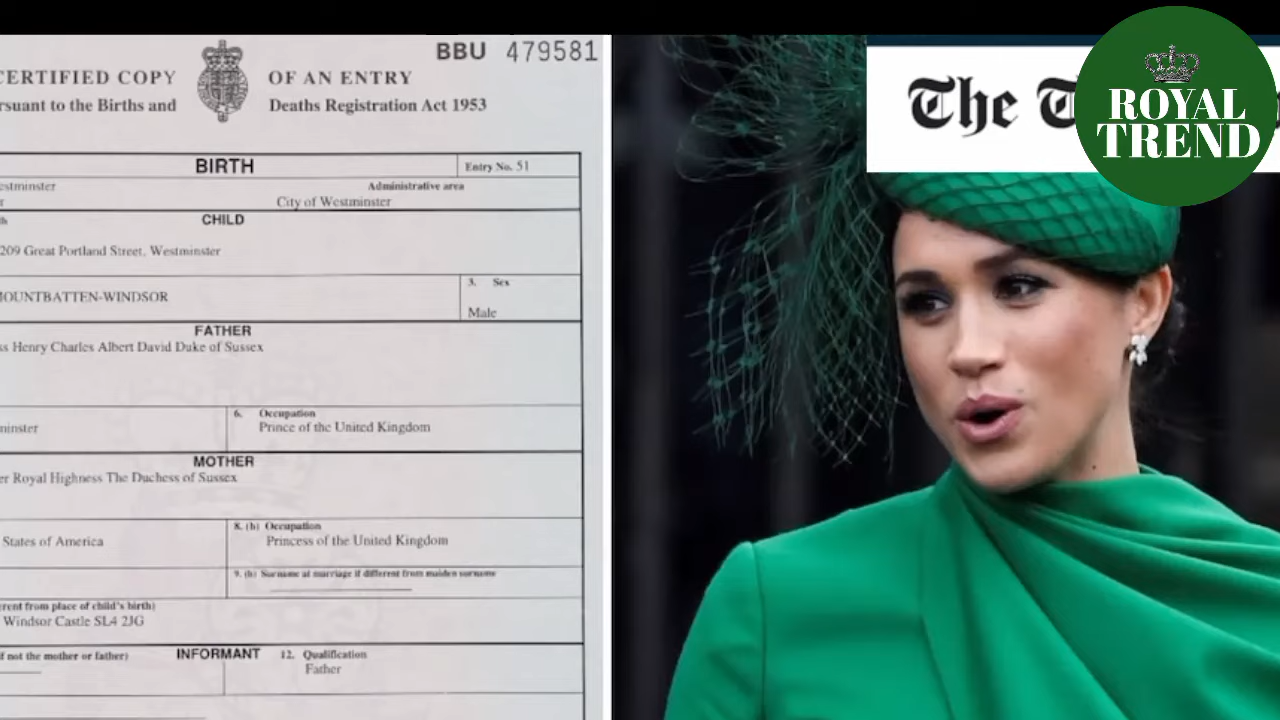 BBU 479581
CERTIFIED COPY OF AN ENTRY
rsuant to the Births and Deaths Registration Act 1953
BIRTH
Entry No. 51
estminster
Administrative area
r
City of Westminster
CHILD
th
209 Great Portland Street, Westminster
MOUNTBATTEN-WINDSOR
3. Sex
Male
FATHER
ss Henry Charles Albert David Duke of Sussex
minster
6. Occupation
Prince of the United Kingdom
MOTHER
er Royal Highness The Duchess of Sussex
States of America
8. (b) Occupation
Princess of the United Kingdom
9. (b) Surname at marriage if different from maiden surname
erent from place of child's birth)
Windsor Castle SL4 2JG
if not the mother or father)
INFORMANT
12. Qualification
Father
The T
ROYAL
TREND